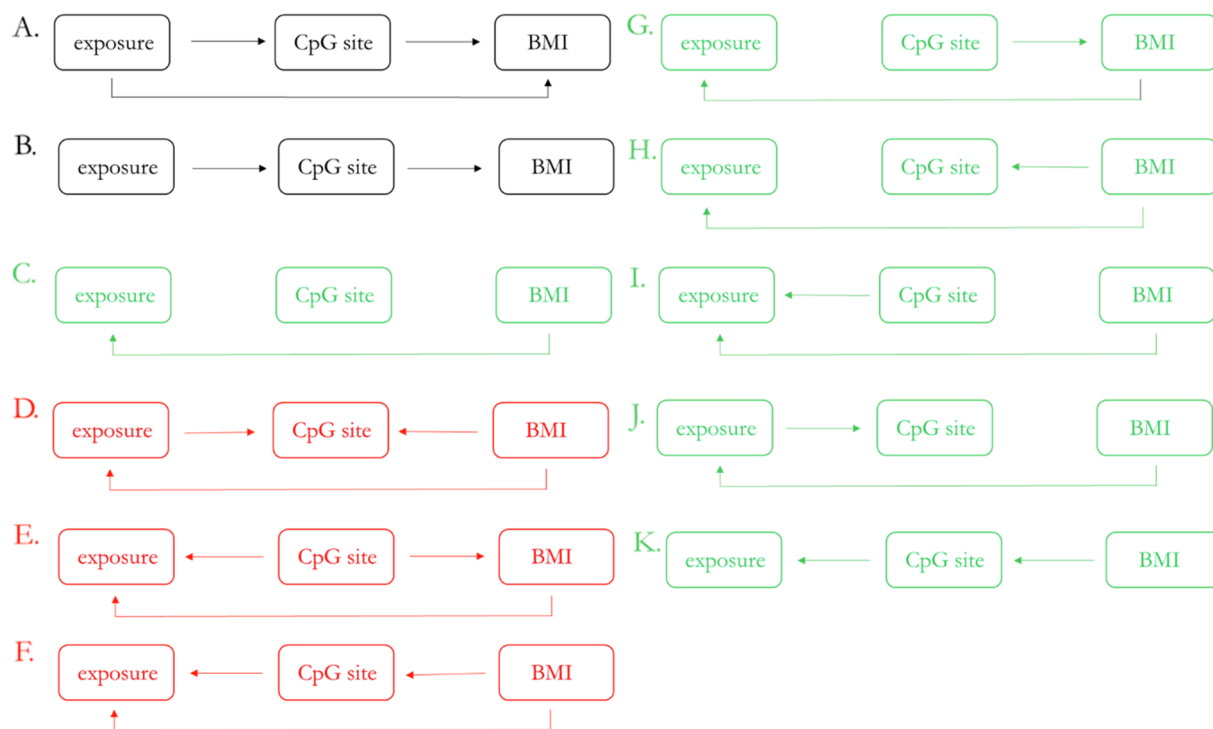 A.
exposure
CpG site
BMI
B.
exposure
CpG site
BMI
C.
exposure
CpG site
BMI
D.
exposure
CpG site
BMI
E.
exposure
CpG site
BMI
F.
exposure
CpG site
BMI
G.
exposure
CpG site
BMI
H.
exposure
CpG site
BMI
I.
exposure
CpG site
BMI
J.
exposure
CpG site
BMI
K.
exposure
CpG site
BMI